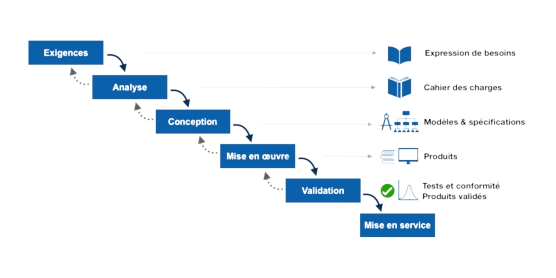 Exigences
Expression de besoins
Analyse
Cahier des charges
Conception
Modèles & spécifications
Mise en œuvre
Produits
Validation
Tests et conformité
Produits validés
Mise en service